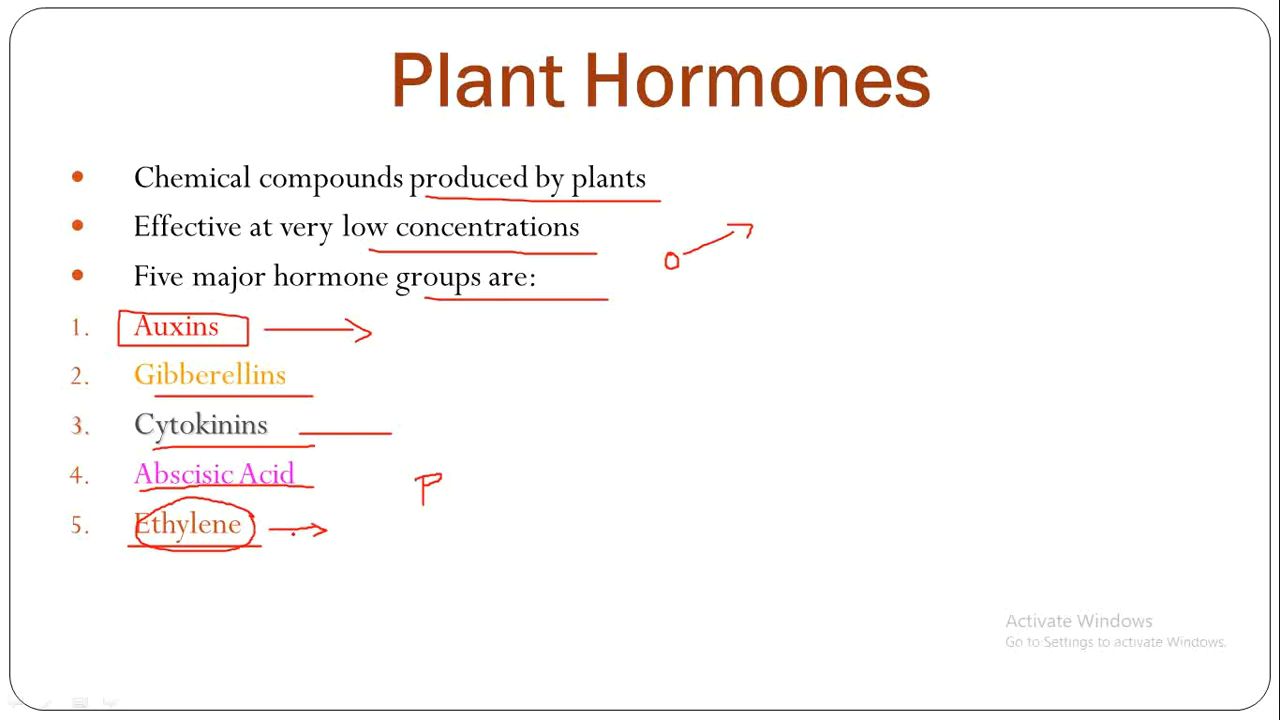 Plant Hormones
• Chemical compounds produced by plants
• Effective at very low concentrations
• Five major hormone groups are:
1. Auxins
2. Gibberellins
3. Cytokinins
4. Abscisic Acid
P
5. Ethylene
Activate Windows
Go to Settings to activate Windows.